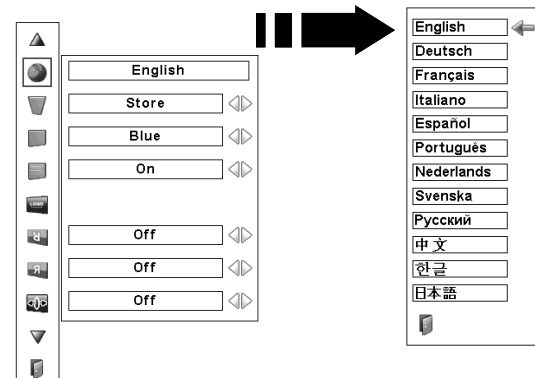 English
Store
Blue
On
LOGO
R
R
Off
Off
Off
English
Deutsch
Français
Italiano
Español
Português
Nederlands
Svenska
Русский
中文
한글
日本語